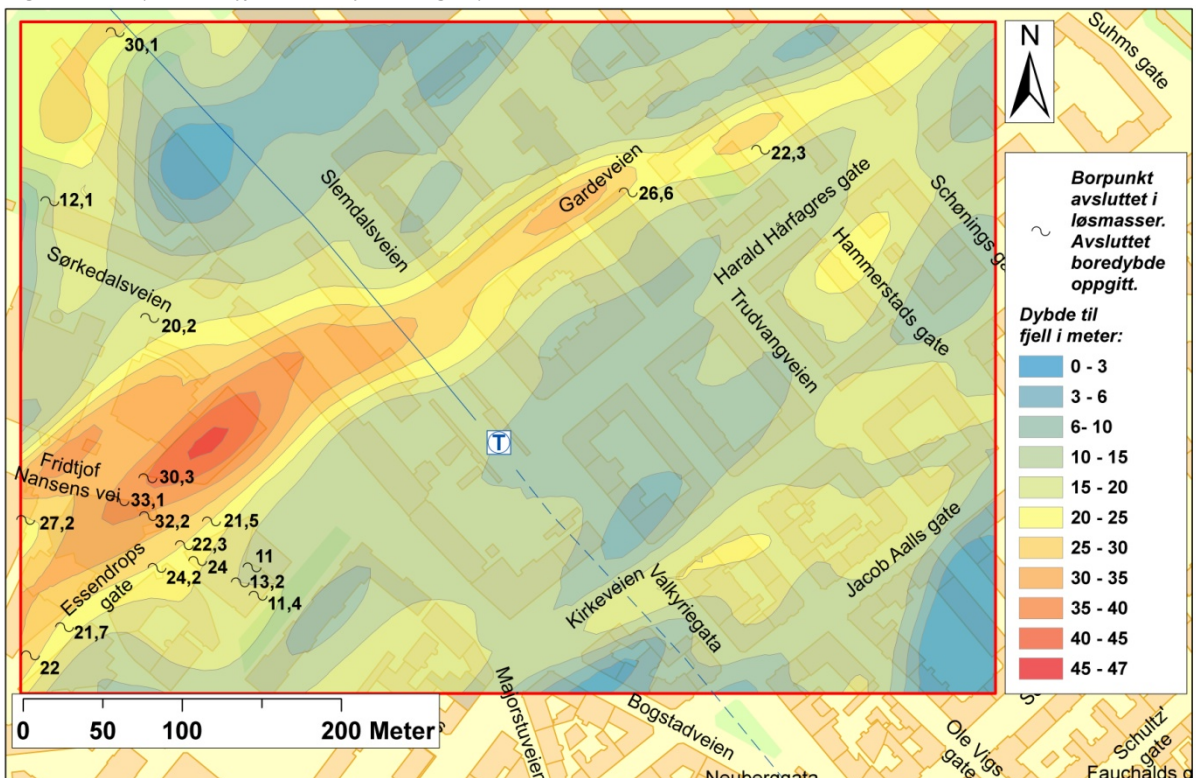 30,1
12,1
Sørkedalsveien
20,2
Slemdalsveien
Gardeveien
26,6
22,3
Harald Hårfagres gate
Trudvangveien
Hammerstads gate
Schønings
Suhms gate
T
Fridtjof
Nansens vei
30,3
33,1
27,2
32,2
21,5
22,3
24
24,2
11
13,2
11,4
Essendrops
gate
21,7
22
Kirkeveien
Valkyriegata
Jacob Aalls gate
Majorstuveien
Bogstadveien
Neuberggata
Ole Vigs
gate
Schultz'
gate
Fauchalds
0 50 100 200 Meter
N
Borpunkt
avsluttet i
løsmasser.
Avsluttet
boredybde
oppgitt.
Dybde til
fjell i meter:
0 - 3
3 - 6
6- 10
10 - 15
15 - 20
20 - 25
25 - 30
30 - 35
35 - 40
40 - 45
45 - 47